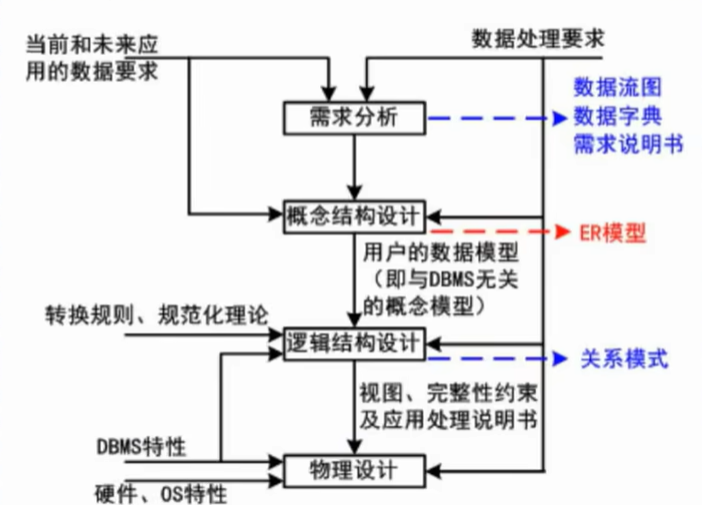 当前和未来应
用的数据要求
数据处理要求
数据流图
数据字典
需求说明书
需求分析
概念结构设计
ER模型
用户的数据模型
（即与DBMS无关
的概念模型）
转换规则、规范化理论
逻辑结构设计
关系模式
视图、完整性约束
及应用处理说明书
DBMS特性
物理设计
硬件、OS特性